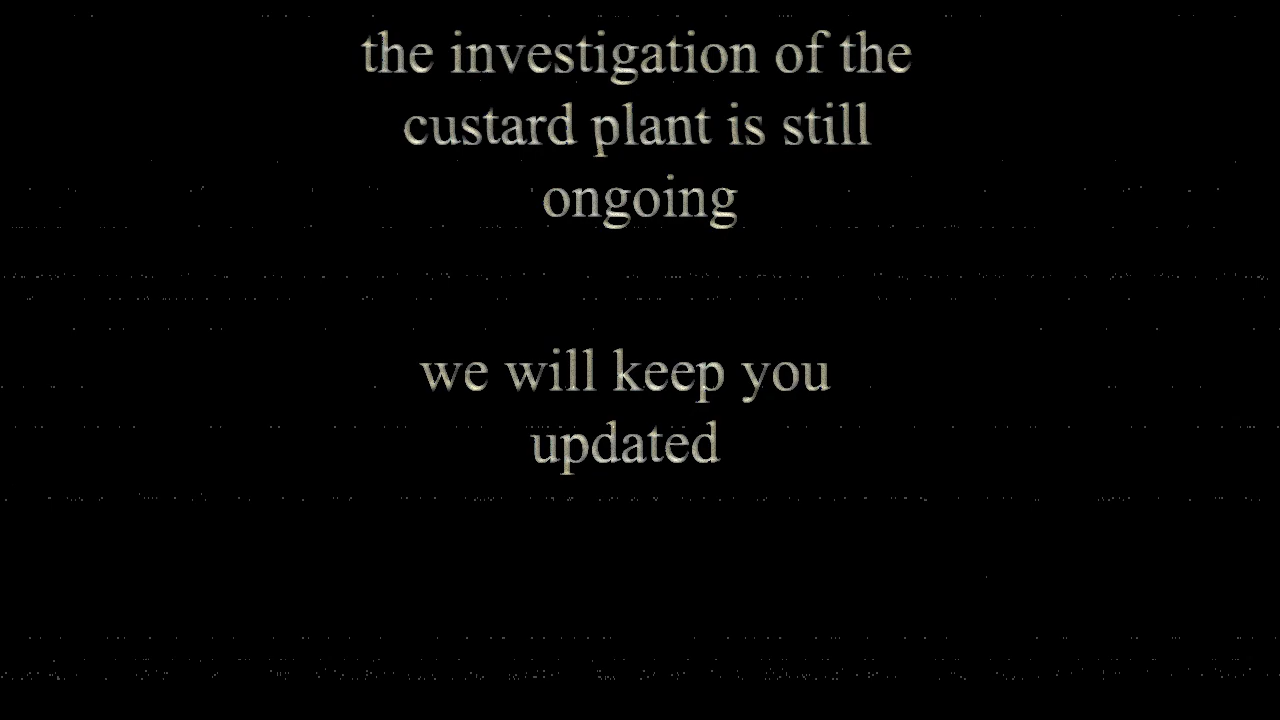 the investigation of the
custard plant is still
ongoing
we will keep you
updated